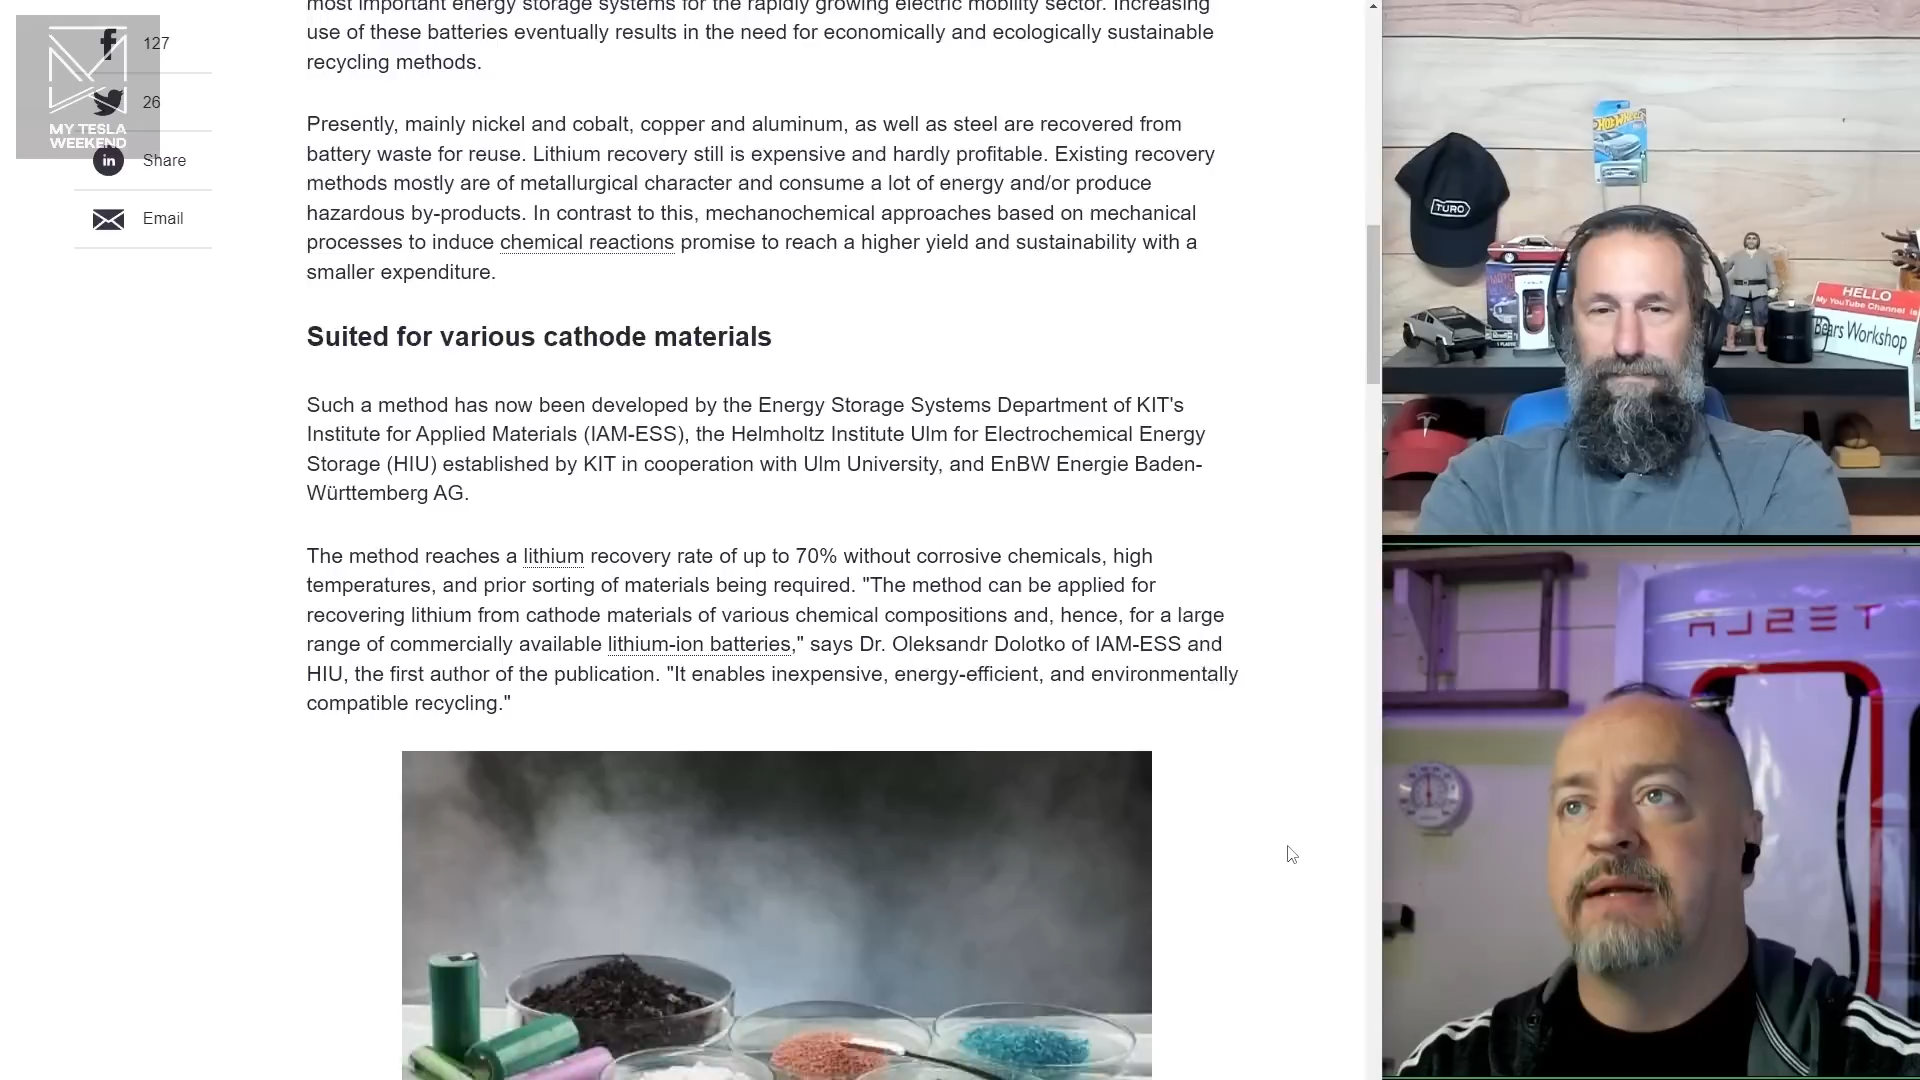 most important energy storage systems for the rapidly growing electric mobility sector. Increasing
use of these batteries eventually results in the need for economically and ecologically sustainable
recycling methods.
Presently, mainly nickel and cobalt, copper and aluminum, as well as steel are recovered from
battery waste for reuse. Lithium recovery still is expensive and hardly profitable. Existing recovery
methods mostly are of metallurgical character and consume a lot of energy and/or produce
hazardous by-products. In contrast to this, mechanochemical approaches based on mechanical
processes to induce chemical reactions promise to reach a higher yield and sustainability with a
smaller expenditure.
Suited for various cathode materials
Such a method has now been developed by the Energy Storage Systems Department of KIT's
Institute for Applied Materials (IAM-ESS), the Helmholtz Institute Ulm for Electrochemical Energy
Storage (HIU) established by KIT in cooperation with Ulm University, and EnBW Energie Baden-
Württemberg AG.
The method reaches a lithium recovery rate of up to 70% without corrosive chemicals, high
temperatures, and prior sorting of materials being required. "The method can be applied for
recovering lithium from cathode materials of various chemical compositions and, hence, for a large
range of commercially available lithium-ion batteries," says Dr. Oleksandr Dolotko of IAM-ESS and
HIU, the first author of the publication. "It enables inexpensive, energy-efficient, and environmentally
compatible recycling."
127
26
MY TESLA
WEEKEND
in Share
Email
HOT WHEELS
TURO
HELLO
My YouTube Channel is
Bears Workshop
TESLA